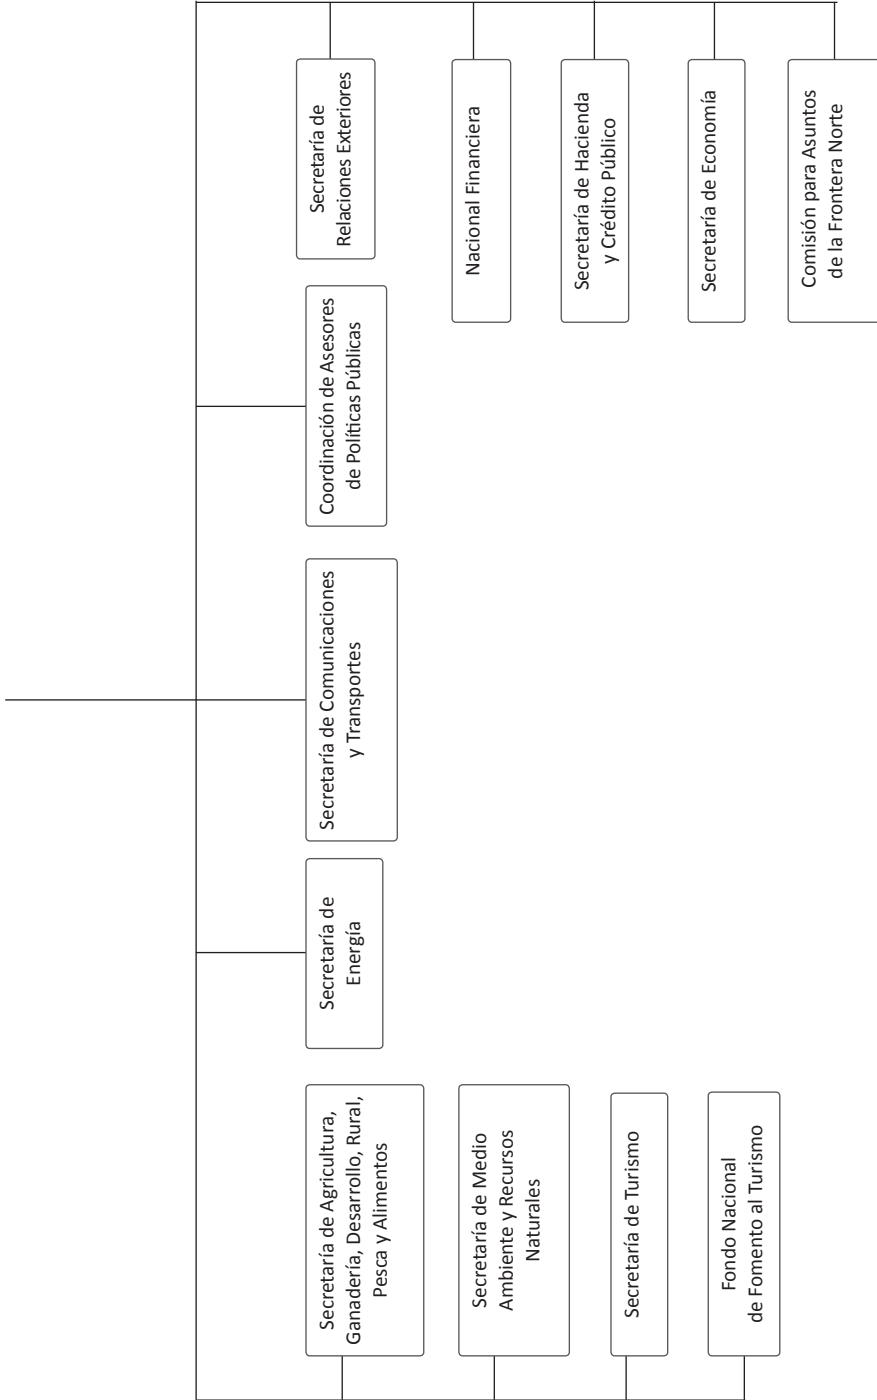 Secretaría de Agricultura,
Ganadería, Desarrollo, Rural,
Pesca y Alimentos
Secretaría de Medio
Ambiente y Recursos
Naturales
Secretaría de Turismo
Fondo Nacional
de Fomento al Turismo
Secretaría de
Energía
Secretaría de Comunicaciones
y Transportes
Coordinación de Asesores
de Políticas Públicas
Secretaría de
Relaciones Exteriores
Nacional Financiera
Secretaría de Hacienda
y Crédito Público
Secretaría de Economía
Comisión para Asuntos
de la Frontera Norte